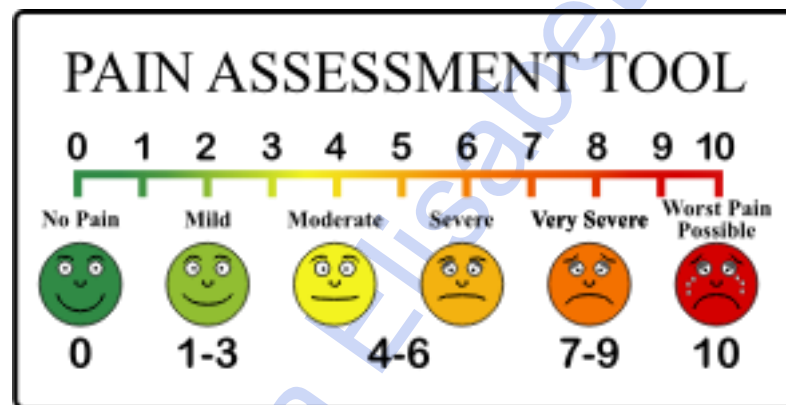 PAIN ASSESSMENT TOOL
0 1 2 3 4 5 6 7 8 9 10
No Pain Mild Moderate Severe Very Severe Worst Pain
Possible
0 1-3 4-6 7-9 10
Elisabe